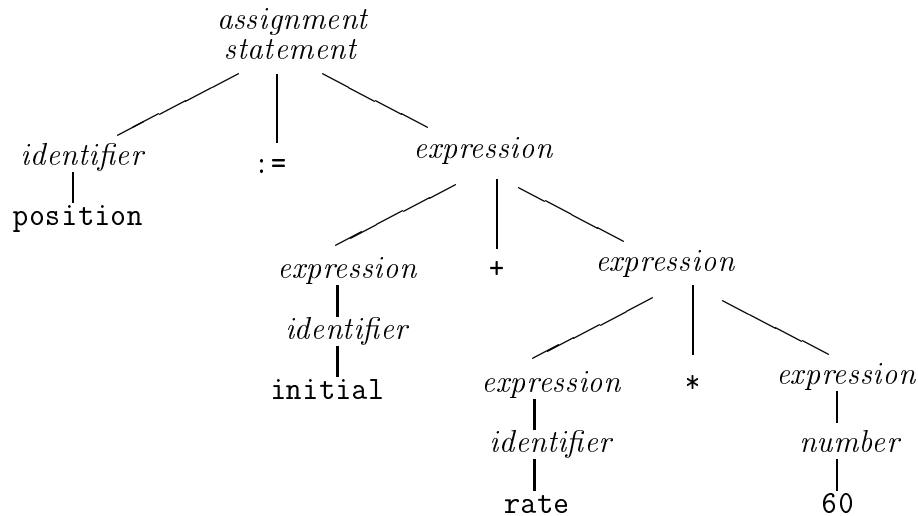 assignment
statement
identifier := expression
position
expression + expression
identifier
initial
expression * expression
identifier number
rate 60